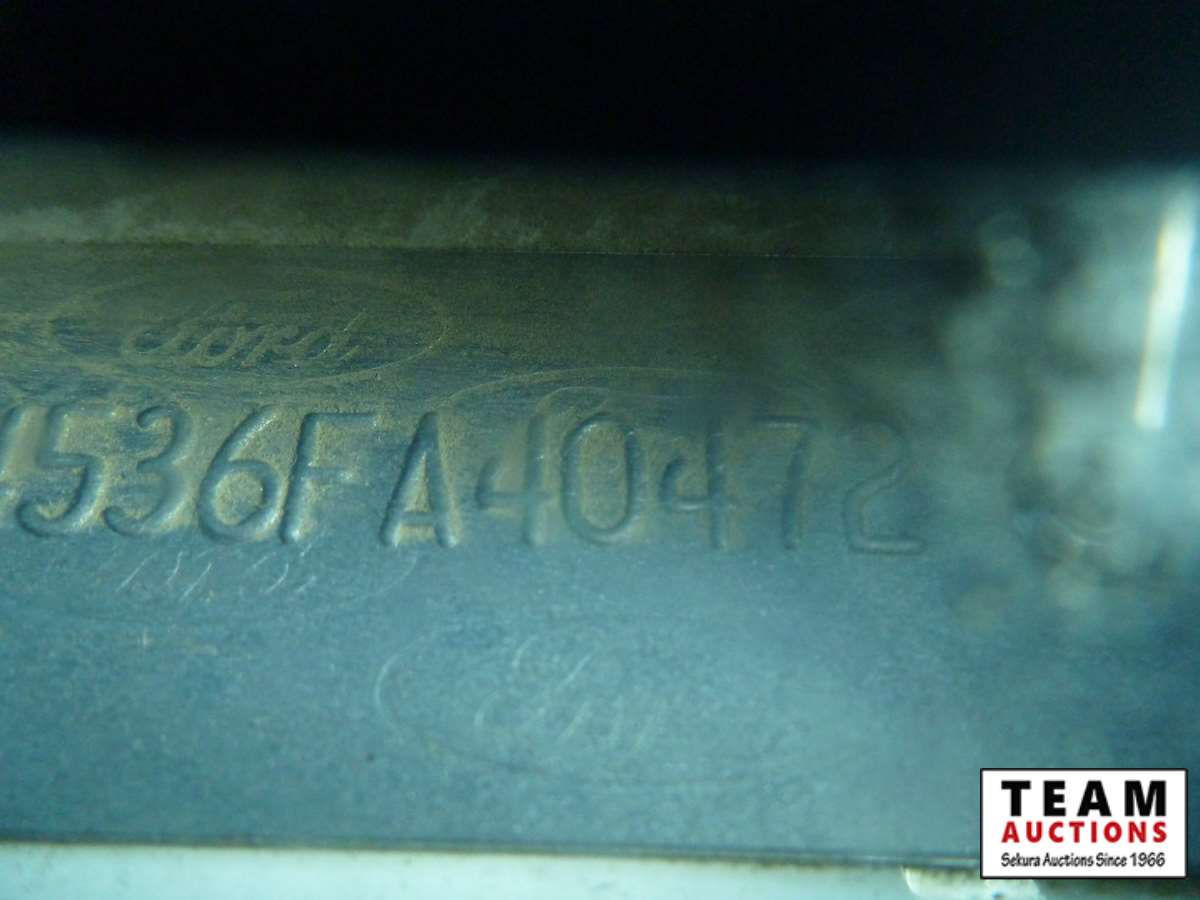 Ford
536FA40472
TEAM
AUCTIONS
Sekura Auctions Since 1966